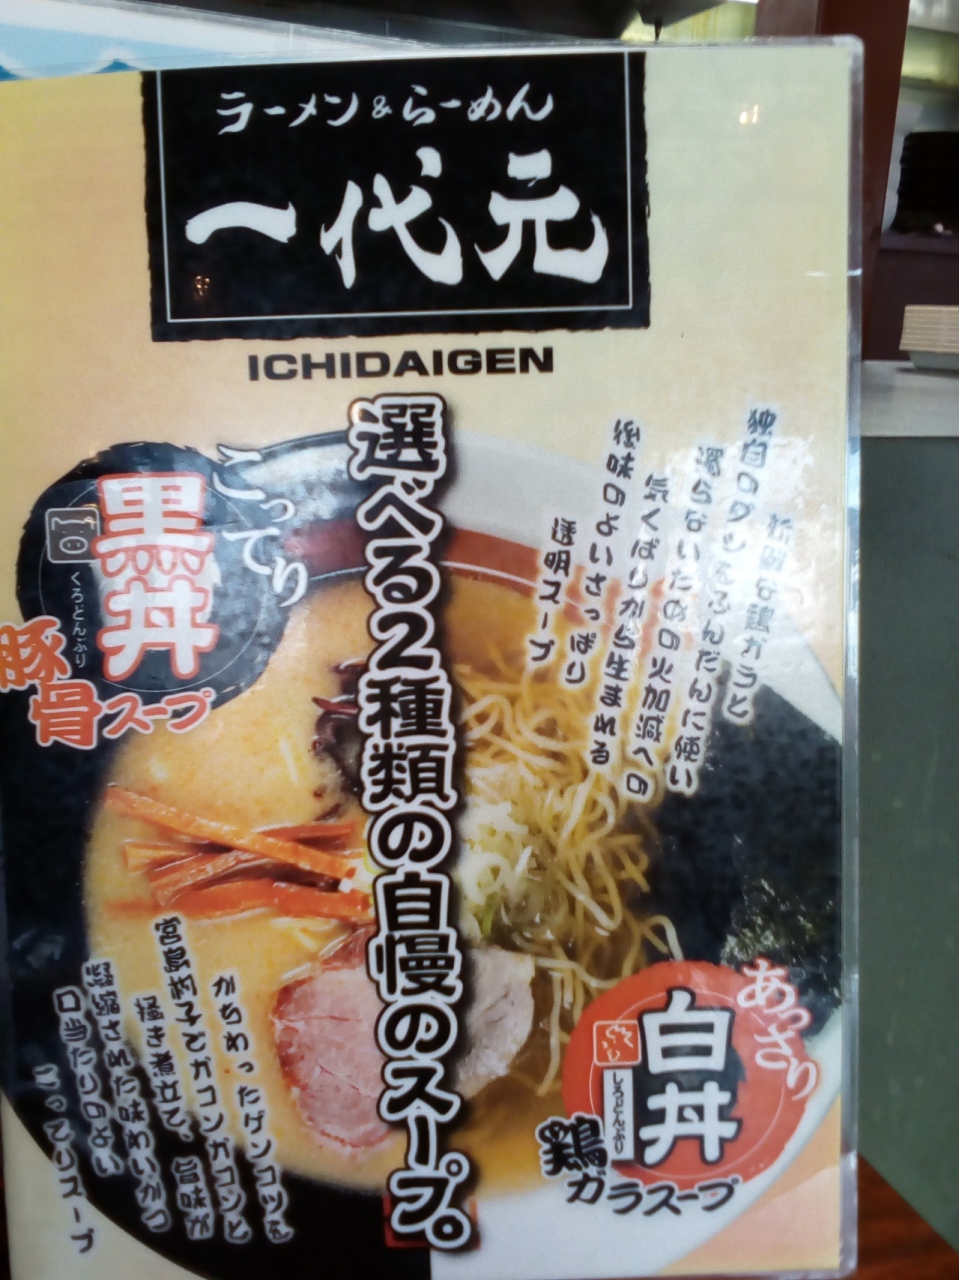 ラーメン&らーめん
一代元
ICHIDAIGEN
選べる2種類の自慢のスープ。
こってり
黒丼
くろどんぶり
豚骨スープ
新鮮な鶏ガラと
独自のダシをふんだんに使い
濁らないための火加減への
気くばりから生まれる
後味のよいさっぱり
透明スープ
あっさり
白丼
しろどんぶり
鶏ガラスープ
かちわったゲンコツを
宮島杓子でガコンガコンと
掻き煮立て、旨味が
凝縮された味わいかつ
口当たりのよい
こってりスープ